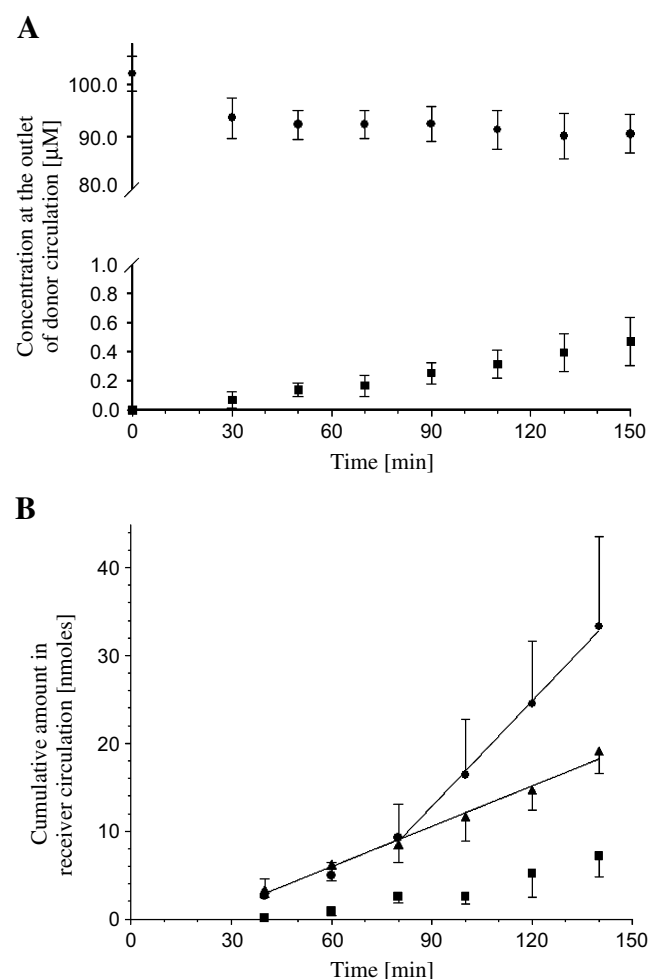 A
Concentration at the outlet
of donor circulation [µM]
100.0
90.0
80.0
1.0
0.8
0.6
0.4
0.2
0.0
0 30 60 90 120 150
Time [min]
B
Cumulative amount in
receiver circulation [nmoles]
40
30
20
10
0
0 30 60 90 120 150
Time [min]